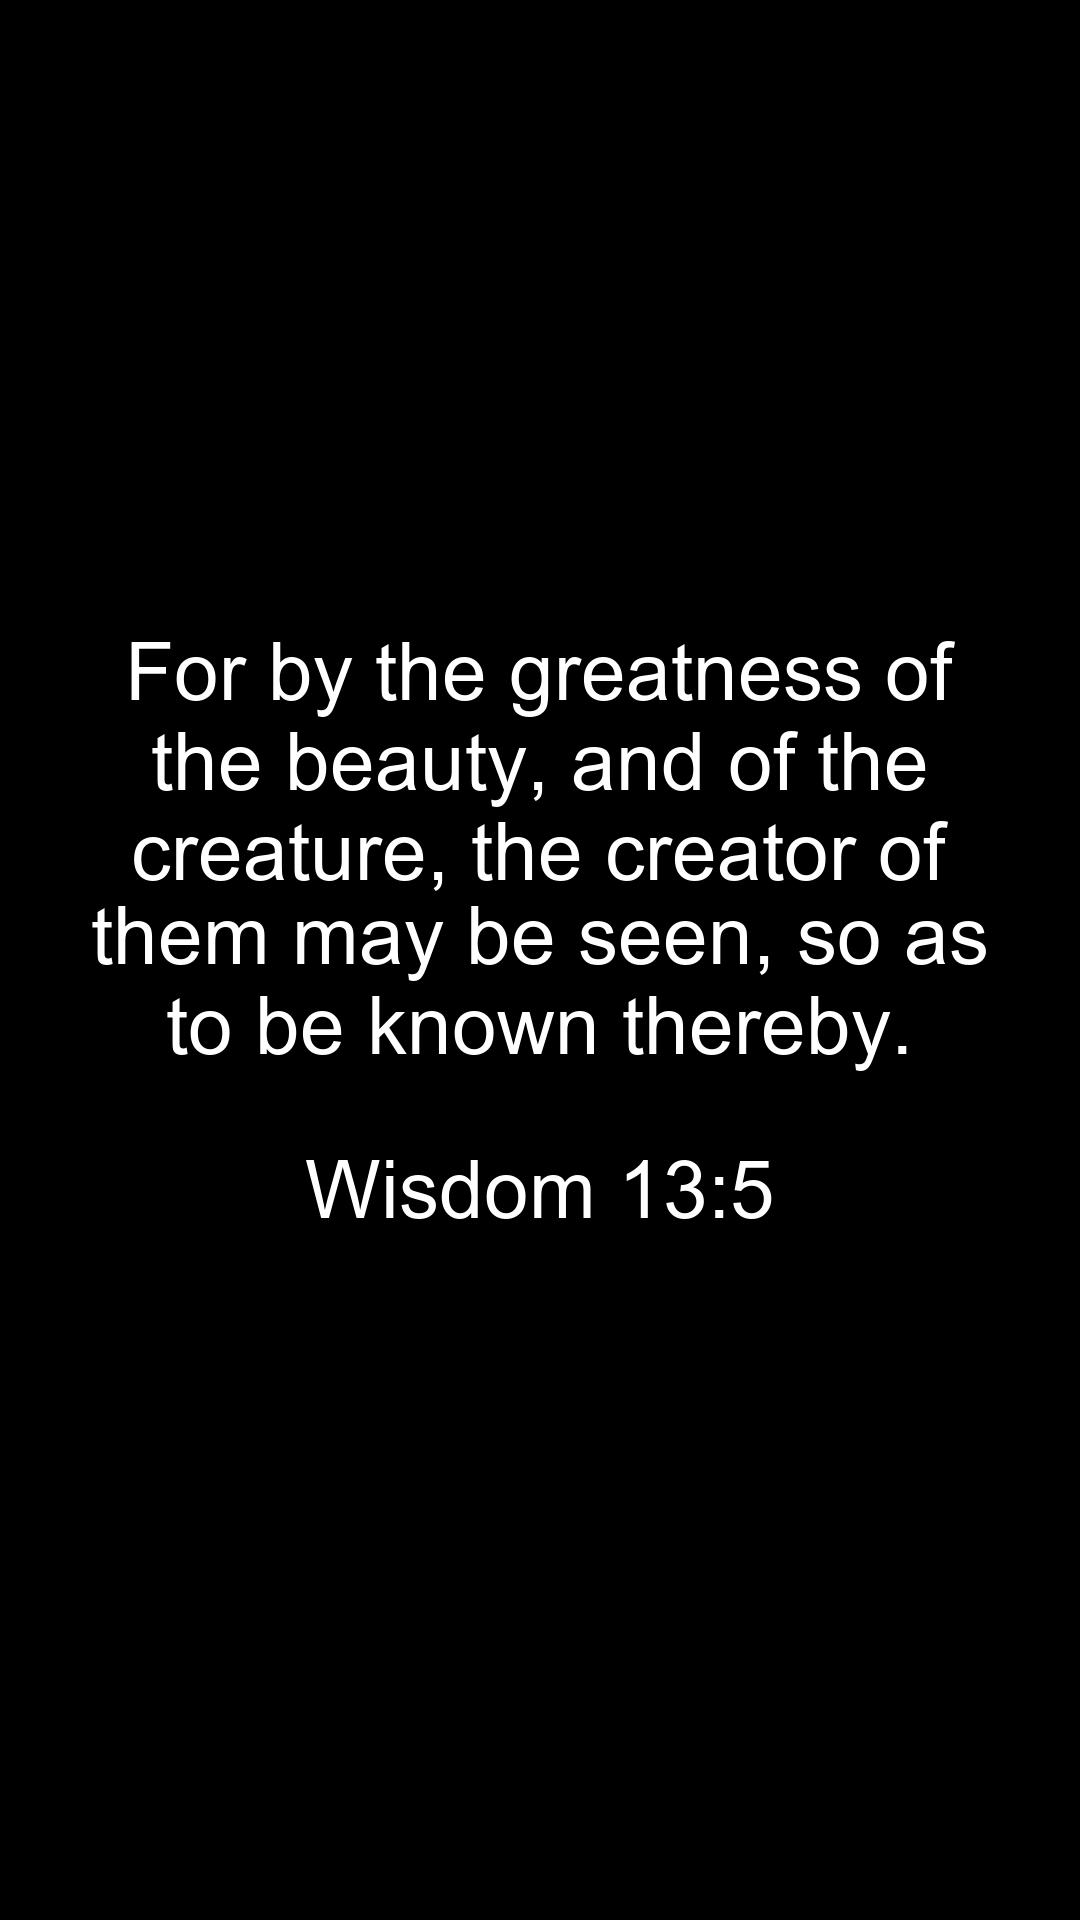 For by the greatness of
the beauty, and of the
creature, the creator of
them may be seen, so as
to be known thereby.
Wisdom 13:5